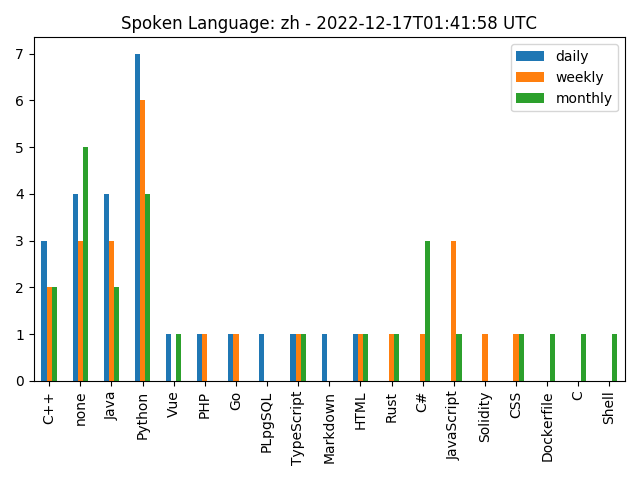 Spoken Language: zh - 2022-12-17T01:41:58 UTC
daily
weekly
monthly
7
6
5
4
3
2
1
0
C++
none
Java
Python
Vue
PHP
Go
PLpgSQL
TypeScript
Markdown
HTML
Rust
C#
JavaScript
Solidity
CSS
Dockerfile
C
Shell